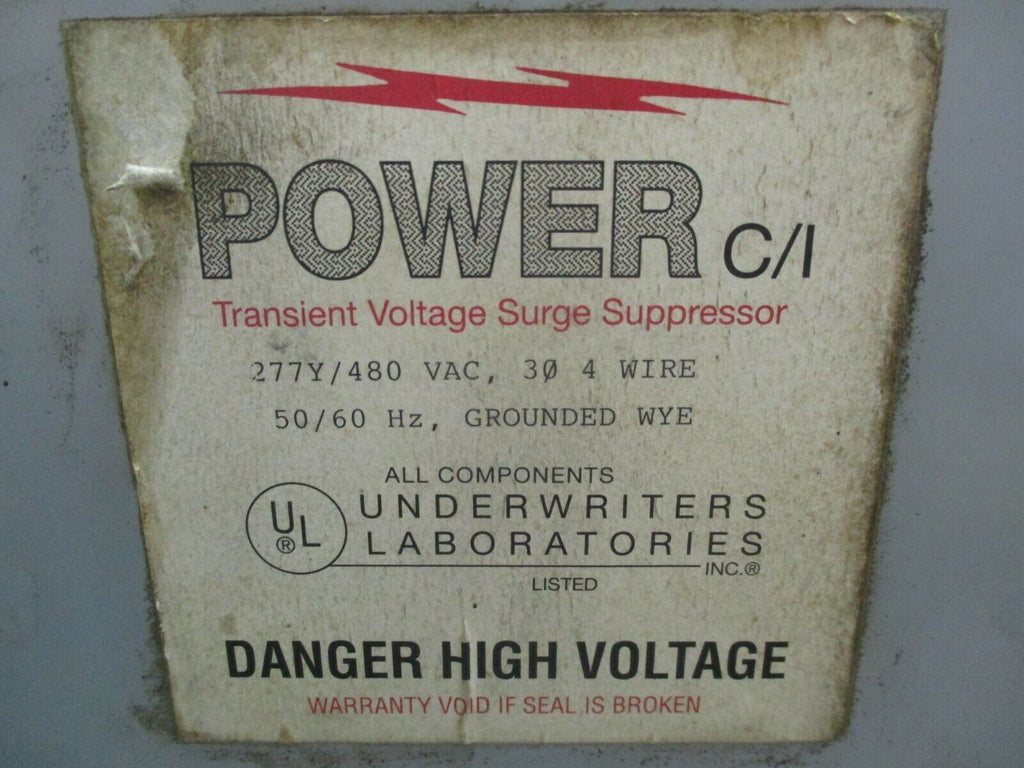 POWER C/I
Transient Voltage Surge Suppressor
277Y/480 VAC, 3Ø 4 WIRE
50/60 Hz, GROUNDED WYE
ALL COMPONENTS
UL® UNDERWRITERS
LABORATORIES
INC.®
LISTED
DANGER HIGH VOLTAGE
WARRANTY VOID IF SEAL IS BROKEN